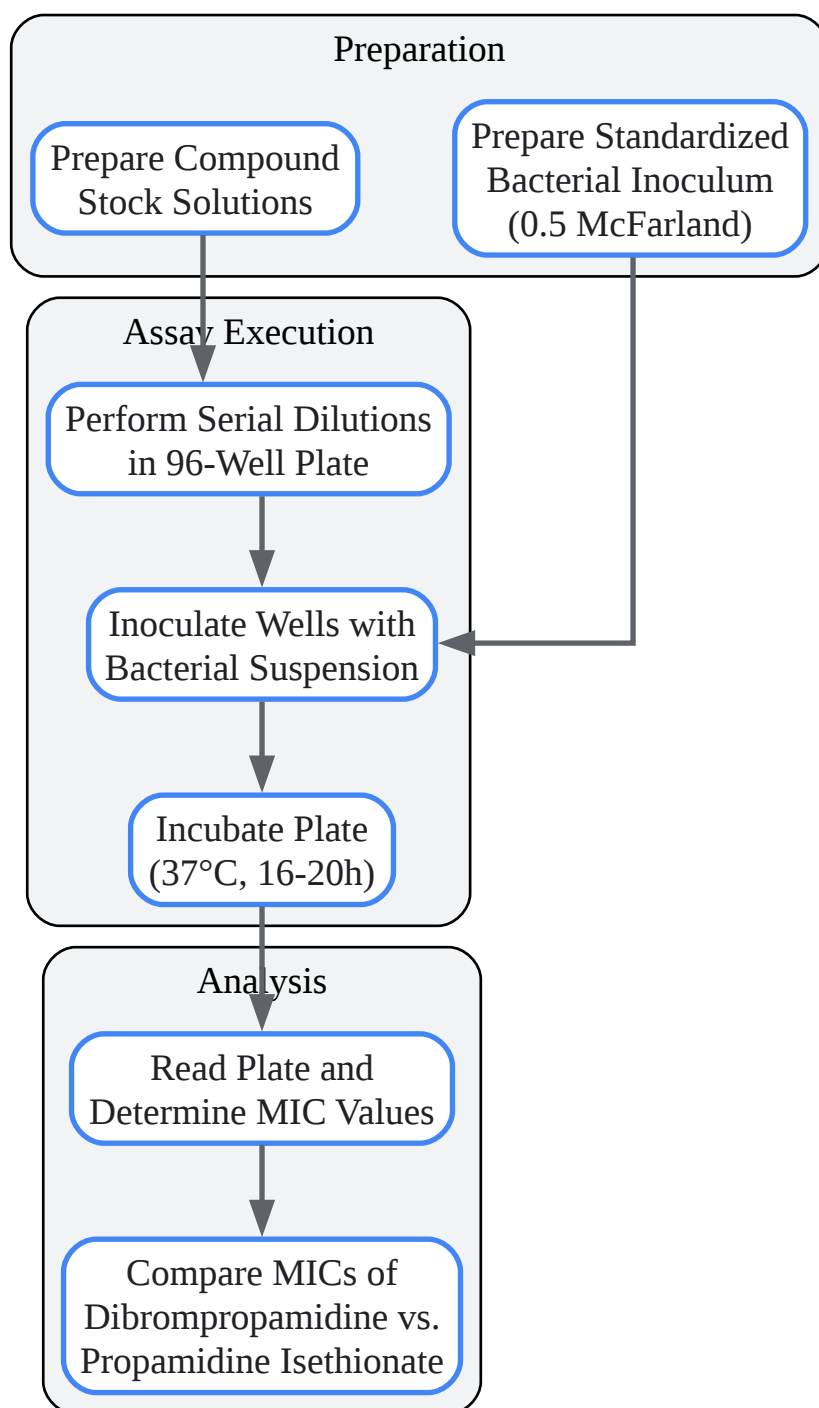 Preparation
Prepare Compound
Stock Solutions
Prepare Standardized
Bacterial Inoculum
(0.5 McFarland)
Assay Execution
Perform Serial Dilutions
in 96-Well Plate
Inoculate Wells with
Bacterial Suspension
Incubate Plate
(37°C, 16-20h)
Analysis
Read Plate and
Determine MIC Values
Compare MICs of
Dibrompropamidine vs.
Propamidine Isethionate